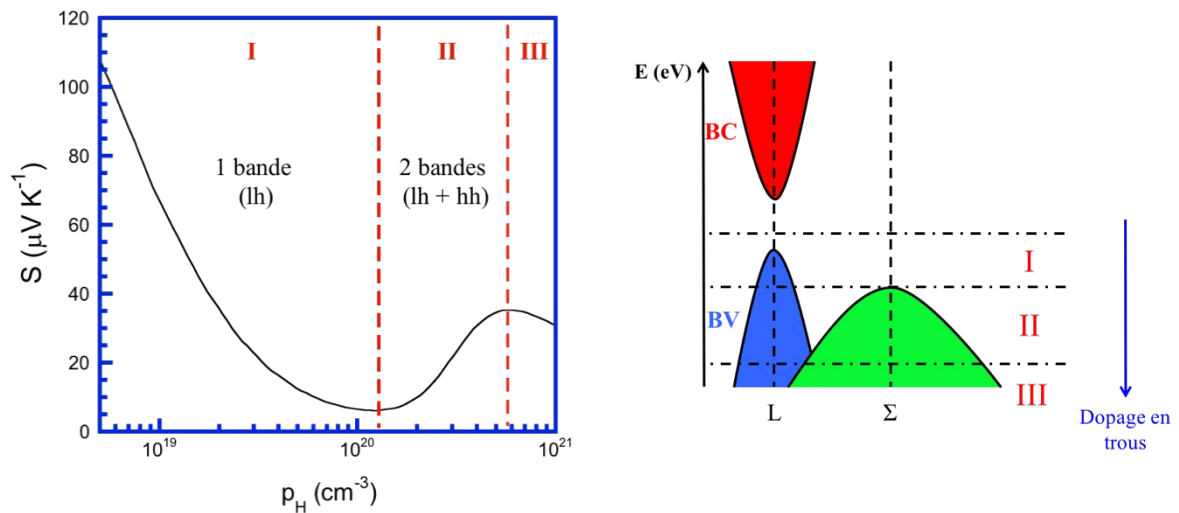 120
100
80
60
40
20
0
S (μV K⁻¹)
I
II
III
1 bande
(lh)
2 bandes
(lh + hh)
10¹⁹
10²⁰
10²¹
p_H (cm⁻³)
E (eV)
BC
BV
I
II
III
L
Σ
Dopage en
trous